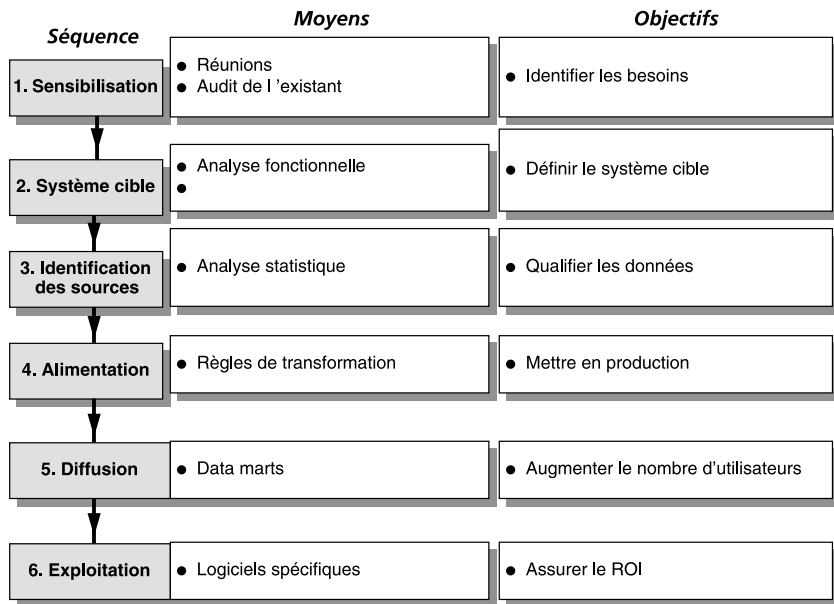 Séquence
Moyens
Objectifs
1. Sensibilisation
● Réunions
● Audit de l 'existant
● Identifier les besoins
2. Système cible
● Analyse fonctionnelle
●
● Définir le système cible
3. Identification
des sources
● Analyse statistique
● Qualifier les données
4. Alimentation
● Règles de transformation
● Mettre en production
5. Diffusion
● Data marts
● Augmenter le nombre d'utilisateurs
6. Exploitation
● Logiciels spécifiques
● Assurer le ROI